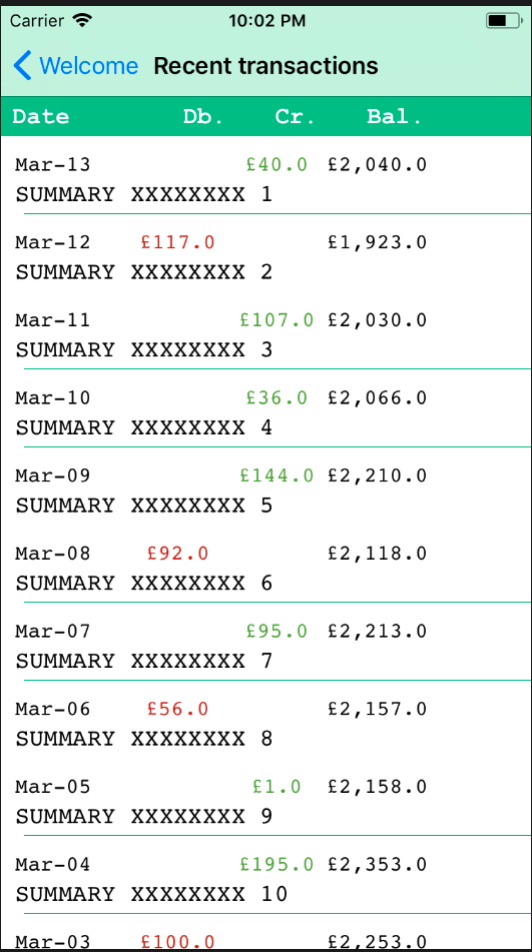 Carrier 10:02 PM
Welcome Recent transactions
Date Db. Cr. Bal.
Mar-13 £40.0 £2,040.0
SUMMARY XXXXXXXX 1
Mar-12 £117.0 £1,923.0
SUMMARY XXXXXXXX 2
Mar-11 £107.0 £2,030.0
SUMMARY XXXXXXXX 3
Mar-10 £36.0 £2,066.0
SUMMARY XXXXXXXX 4
Mar-09 £144.0 £2,210.0
SUMMARY XXXXXXXX 5
Mar-08 £92.0 £2,118.0
SUMMARY XXXXXXXX 6
Mar-07 £95.0 £2,213.0
SUMMARY XXXXXXXX 7
Mar-06 £56.0 £2,157.0
SUMMARY XXXXXXXX 8
Mar-05 £1.0 £2,158.0
SUMMARY XXXXXXXX 9
Mar-04 £195.0 £2,353.0
SUMMARY XXXXXXXX 10
Mar-03 £100.0 £2,253.0